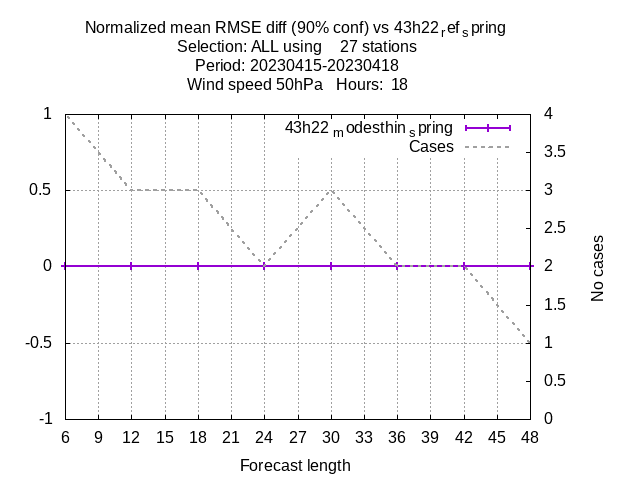 Normalized mean RMSE diff (90% conf) vs 43h22refspring
Selection: ALL using    27 stations
Period: 20230415-20230418
Wind speed 50hPa   Hours:  18
43h22modesthinspring
Cases
1
0.5
0
-0.5
-1
4
3.5
3
2.5
2
1.5
1
0.5
0
No cases
6 9 12 15 18 21 24 27 30 33 36 39 42 45 48
Forecast length